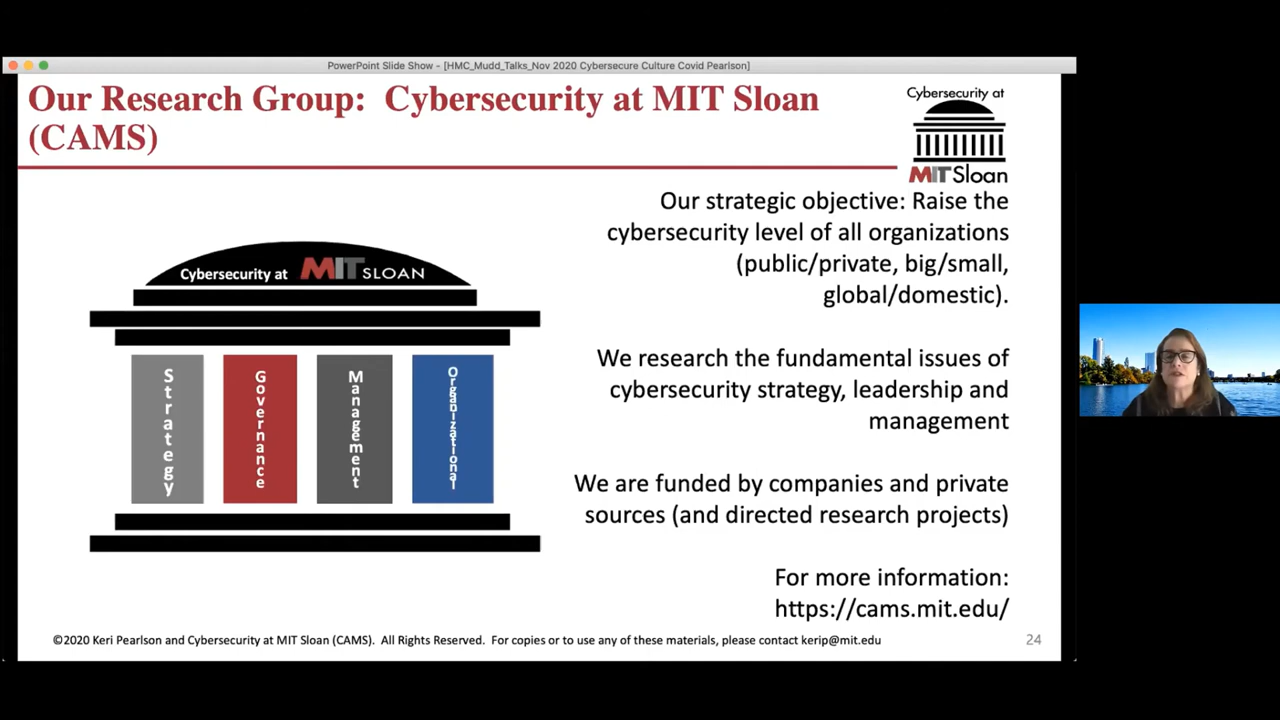 PowerPoint Slide Show - [HMC_Mudd_Talks_Nov 2020 Cybersecure Culture Covid Pearlson]
Our Research Group:  Cybersecurity at MIT Sloan
(CAMS)
Cybersecurity at
MIT Sloan
Cybersecurity at MIT SLOAN
Strategy
Governance
Management
Organizational
Our strategic objective: Raise the
cybersecurity level of all organizations
(public/private, big/small,
global/domestic).
We research the fundamental issues of
cybersecurity strategy, leadership and
management
We are funded by companies and private
sources (and directed research projects)
For more information:
https://cams.mit.edu/
©2020 Keri Pearlson and Cybersecurity at MIT Sloan (CAMS).  All Rights Reserved.  For copies or to use any of these materials, please contact kerip@mit.edu
24